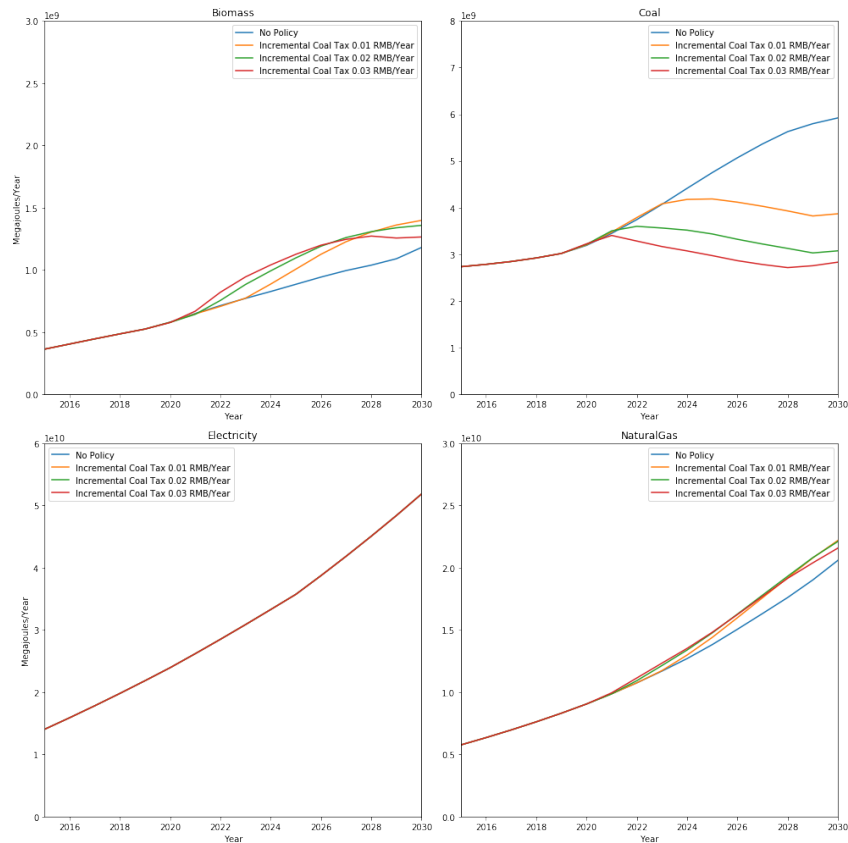 Biomass
1e9
3.0
2.5
2.0
1.5
1.0
0.5
0.0
Megajoules/Year
No Policy
Incremental Coal Tax 0.01 RMB/Year
Incremental Coal Tax 0.02 RMB/Year
Incremental Coal Tax 0.03 RMB/Year
2016 2018 2020 2022 2024 2026 2028 2030
Year
Coal
1e9
8
7
6
5
4
3
2
1
0
No Policy
Incremental Coal Tax 0.01 RMB/Year
Incremental Coal Tax 0.02 RMB/Year
Incremental Coal Tax 0.03 RMB/Year
2016 2018 2020 2022 2024 2026 2028 2030
Year
Electricity
1e10
6
5
4
3
2
1
0
Megajoules/Year
No Policy
Incremental Coal Tax 0.01 RMB/Year
Incremental Coal Tax 0.02 RMB/Year
Incremental Coal Tax 0.03 RMB/Year
2016 2018 2020 2022 2024 2026 2028 2030
Year
NaturalGas
1e10
3.0
2.5
2.0
1.5
1.0
0.5
0.0
No Policy
Incremental Coal Tax 0.01 RMB/Year
Incremental Coal Tax 0.02 RMB/Year
Incremental Coal Tax 0.03 RMB/Year
2016 2018 2020 2022 2024 2026 2028 2030
Year